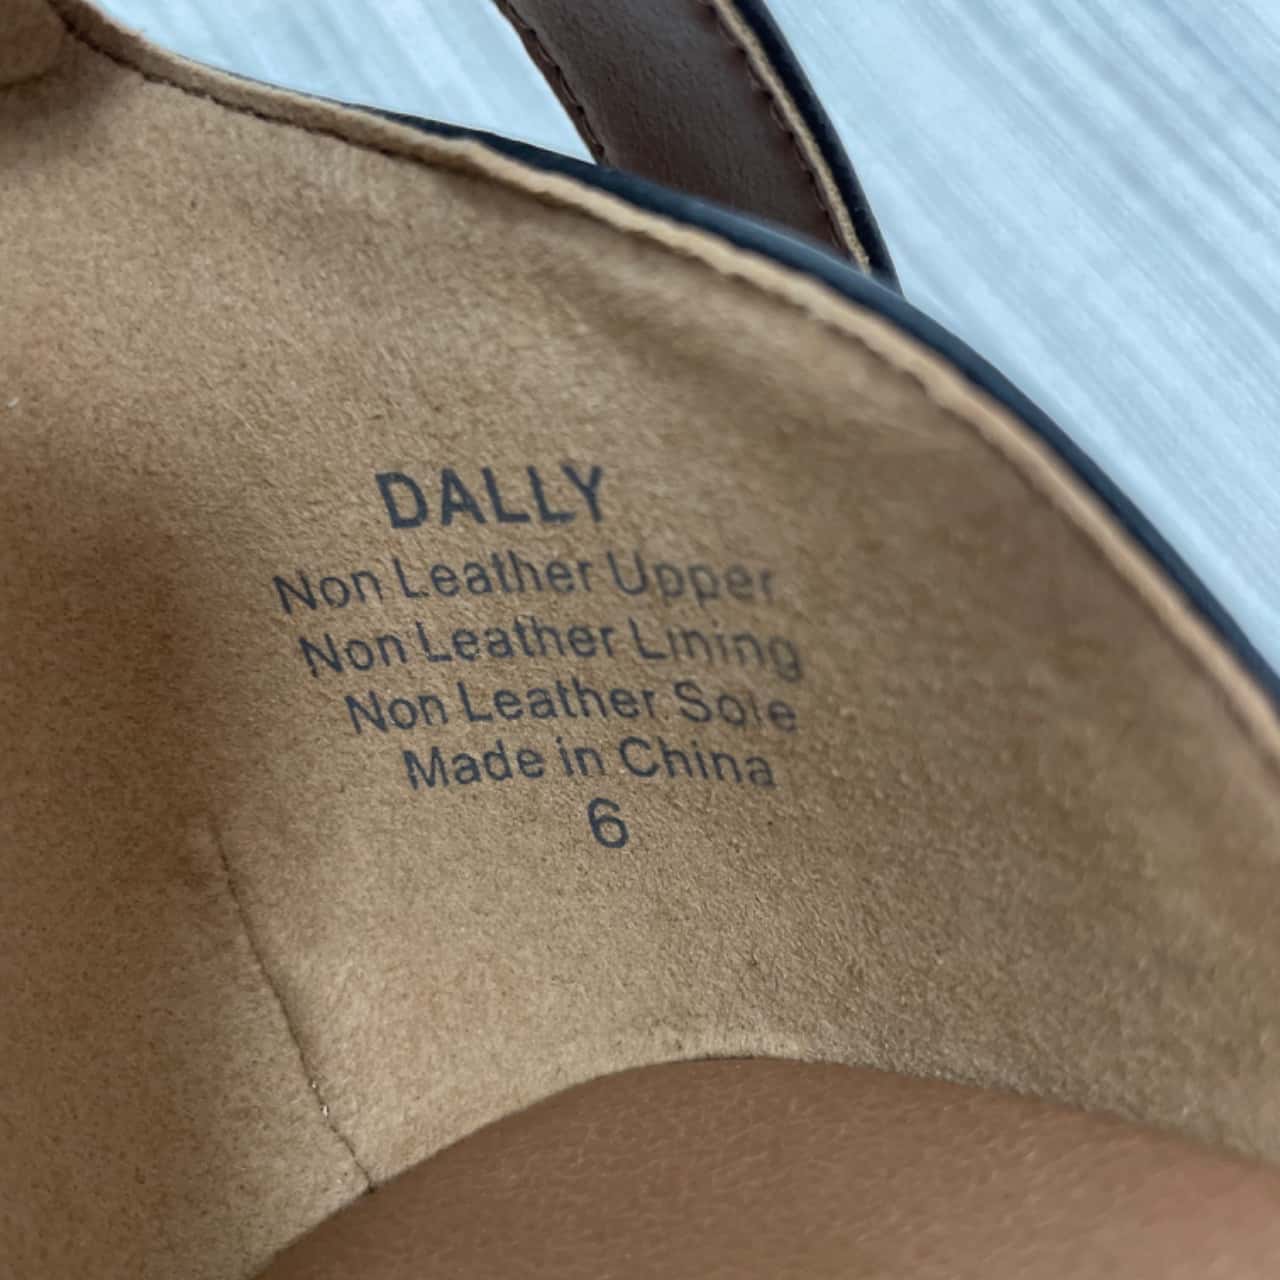 DALLY
Non Leather Upper
Non Leather Lining
Non Leather Sole
Made in China
6